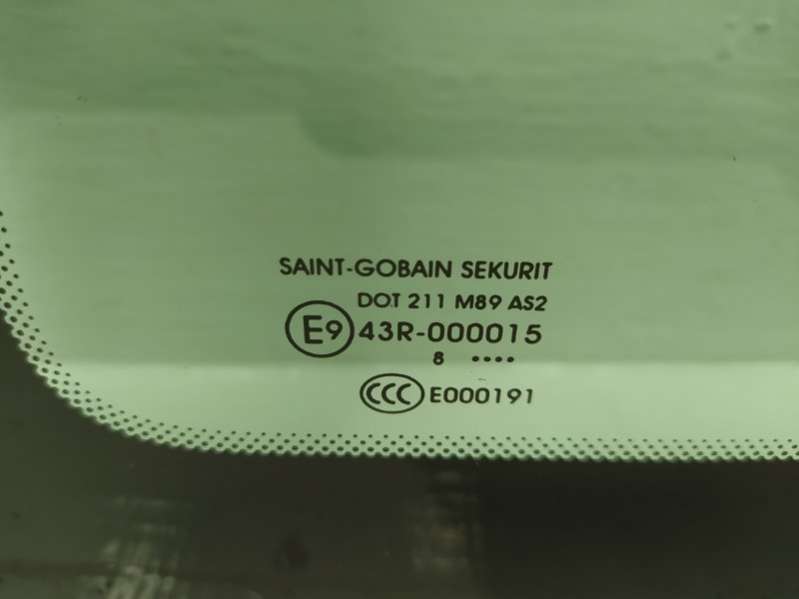 SAINT-GOBAIN SEKURIT
DOT 211 M89 AS2
E9 43R-000015
8 ••••
CCC E000191